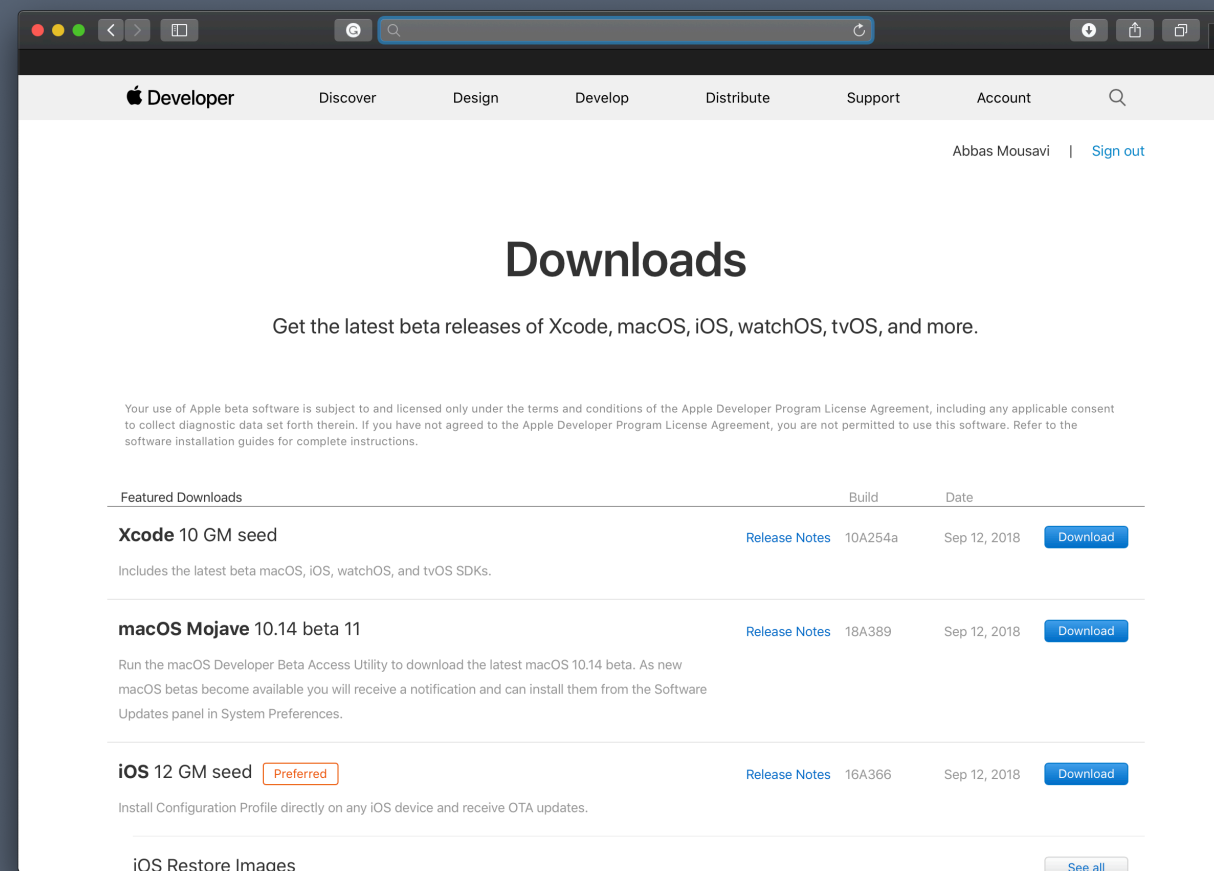 Developer Discover Design Develop Distribute Support Account
Abbas Mousavi | Sign out
Downloads
Get the latest beta releases of Xcode, macOS, iOS, watchOS, tvOS, and more.
Your use of Apple beta software is subject to and licensed only under the terms and conditions of the Apple Developer Program License Agreement, including any applicable consent
to collect diagnostic data set forth therein. If you have not agreed to the Apple Developer Program License Agreement, you are not permitted to use this software. Refer to the
software installation guides for complete instructions.
Featured Downloads Build Date
Xcode 10 GM seed Release Notes 10A254a Sep 12, 2018 Download
Includes the latest beta macOS, iOS, watchOS, and tvOS SDKs.
macOS Mojave 10.14 beta 11 Release Notes 18A389 Sep 12, 2018 Download
Run the macOS Developer Beta Access Utility to download the latest macOS 10.14 beta. As new
macOS betas become available you will receive a notification and can install them from the Software
Updates panel in System Preferences.
iOS 12 GM seed Preferred Release Notes 16A366 Sep 12, 2018 Download
Install Configuration Profile directly on any iOS device and receive OTA updates.
iOS Restore Images See all